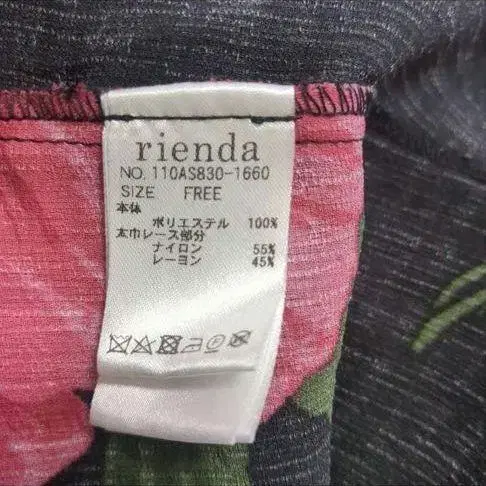 rienda
NO. 110AS830-1660
SIZE FREE
本体
ポリエステル 100%
太巾レース部分
ナイロン 55%
レーヨン 45%